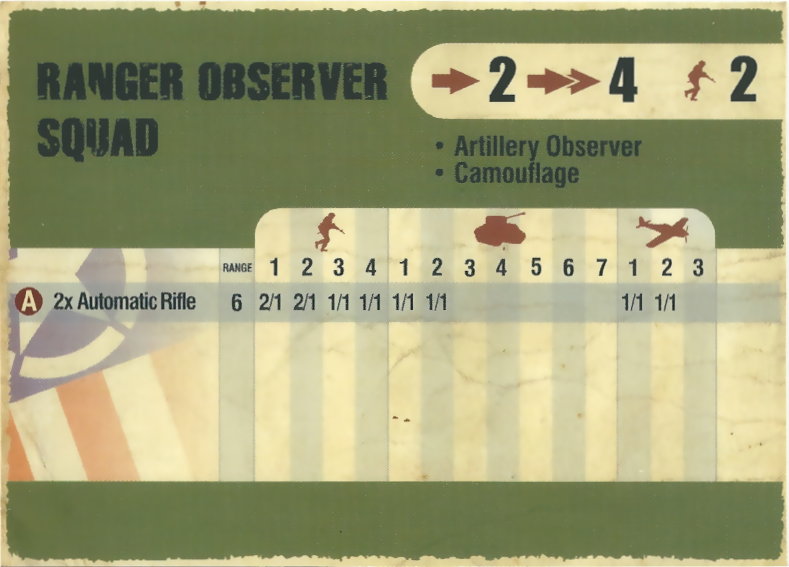 RANGER OBSERVER
SQUAD
2 4 2
• Artillery Observer
• Camouflage
RANGE 1 2 3 4 1 2 3 4 5 6 7 1 2 3
A 2x Automatic Rifle 6 2/1 2/1 1/1 1/1 1/1 1/1 1/1 1/1